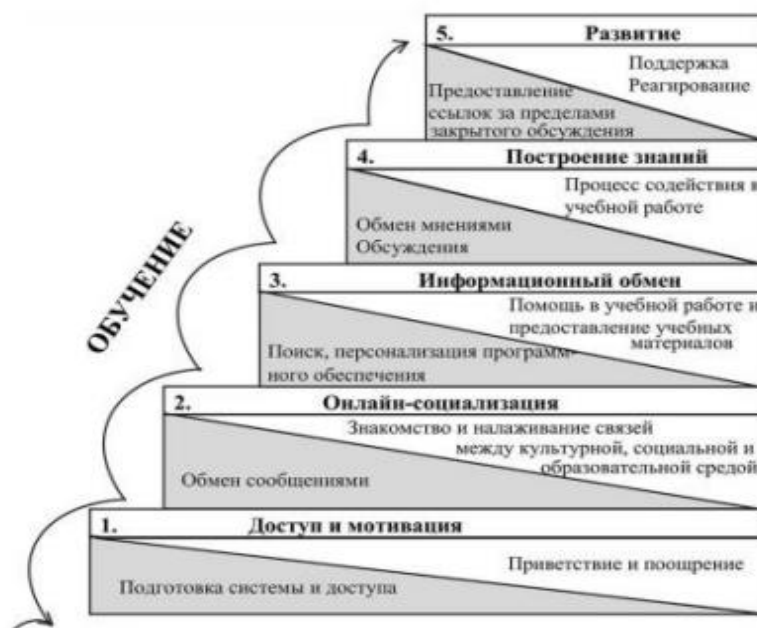 5. Развитие
Поддержка
Реагирование
Предоставление
ссылок за пределами
закрытого обсуждения
4. Построение знаний
Процесс содействия в
учебной работе
Обмен мнениями
Обсуждения
3. Информационный обмен
Помощь в учебной работе и
предоставление учебных
материалов
Поиск, персонализация программ-
ного обеспечения
2. Онлайн-социализация
Знакомство и налаживание связей
между культурной, социальной и
образовательной средой
Обмен сообщениями
1. Доступ и мотивация
Приветствие и поощрение
Подготовка системы и доступа
ОБУЧЕНИЕ